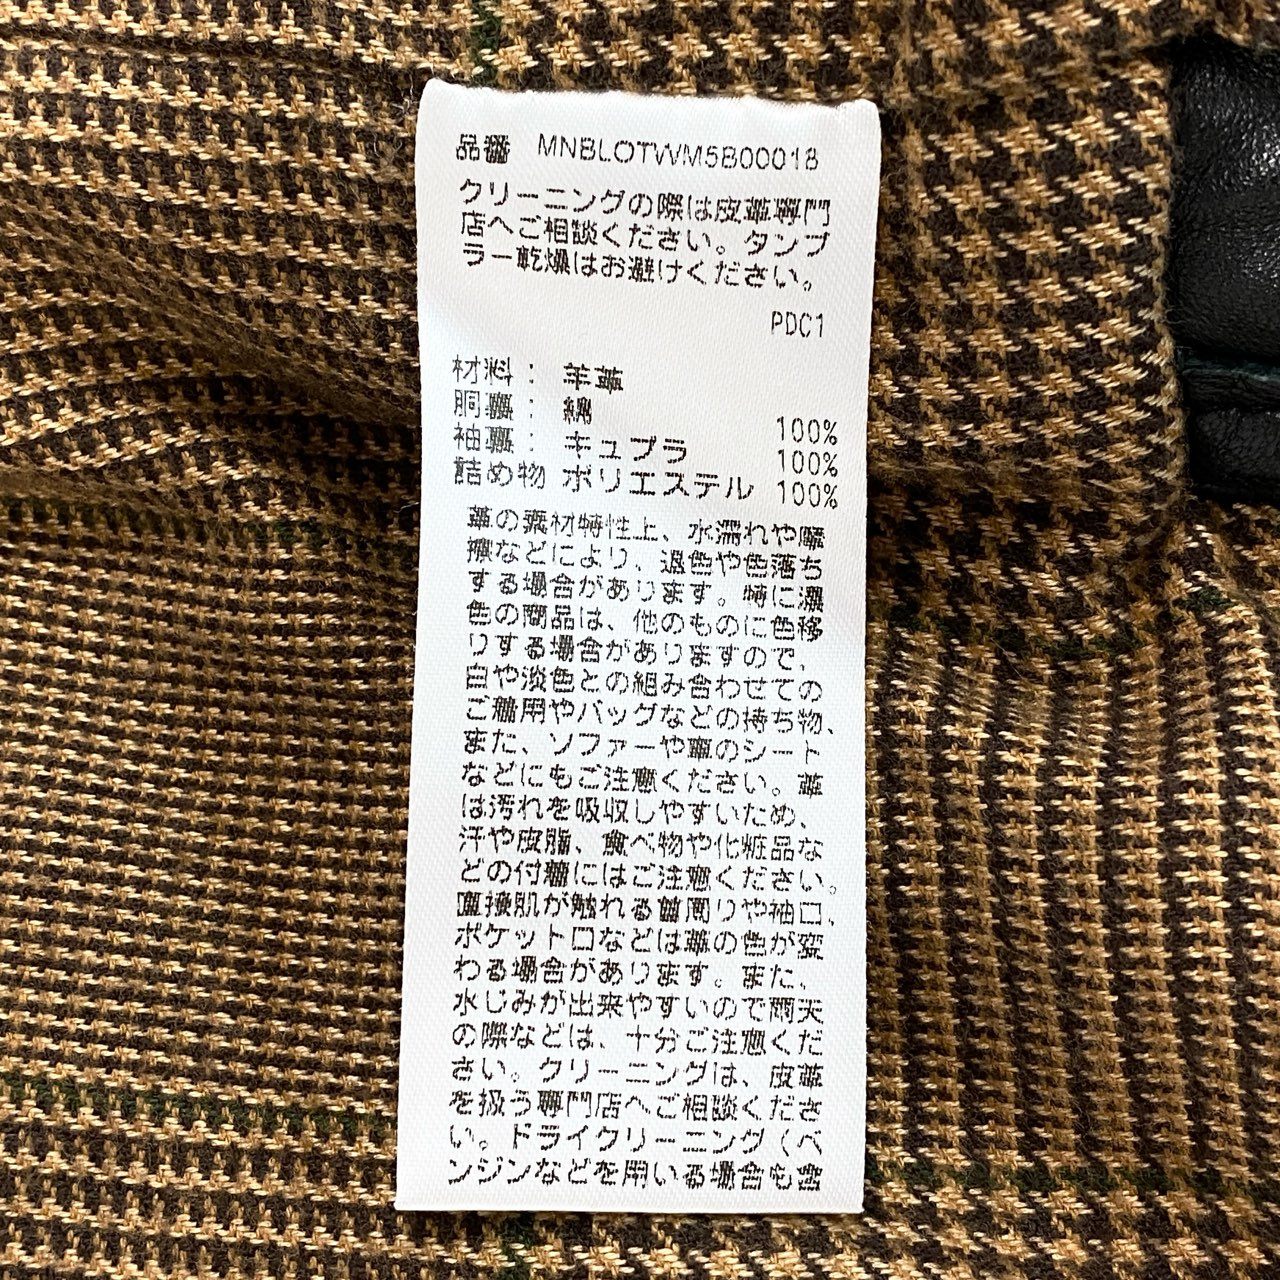 品番 MNBLOTWM5B00018
クリーニングの際は皮革専門
店へご相談ください。タンブ
ラー乾燥はお避けください。
PDC1
材料： 羊革
胴裏： 綿 100%
袖裏： キュプラ 100%
詰め物 ポリエステル 100%
革の素材特性上、水濡れや摩
擦などにより、退色や色落ち
する場合があります。特に濃
色の商品は、他のものに色移
りする場合がありますので、
白や淡色との組み合わせての
ご着用やバッグなどの持ち物、
また、ソファーや車のシート
などにもご注意ください。革
は汚れを吸収しやすいため、
汗や皮脂、食べ物や化粧品な
どの付着にはご注意ください。
直接肌が触れる首周りや袖口、
ポケット口などは革の色が変
わる場合があります。また、
水じみが出来やすいので雨天
の際などは、十分ご注意くだ
さい。クリーニングは、皮革
を扱う専門店へご相談くださ
い。ドライクリーニング（ベ
ンジンなどを用いる場合も含